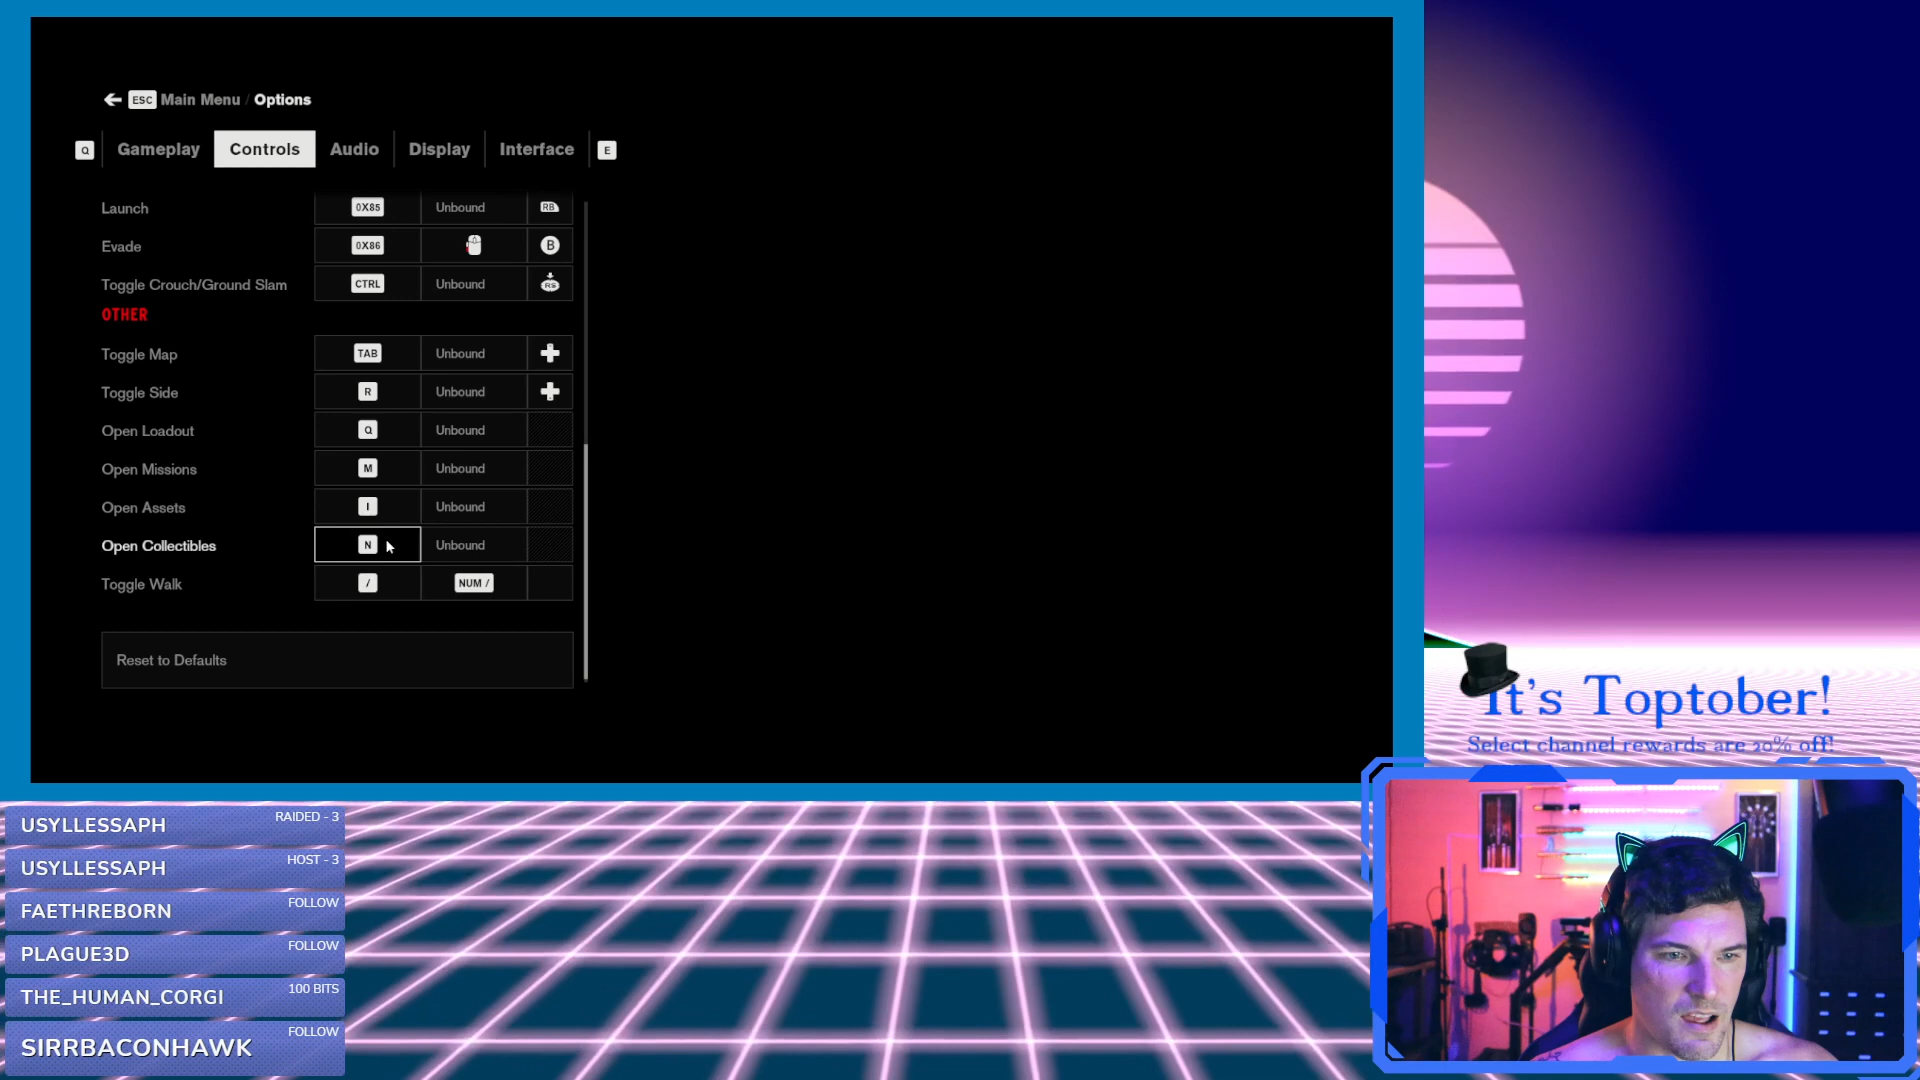 ESC Main Menu / Options
Q Gameplay Controls Audio Display Interface E
Launch 0X85 Unbound RB
Evade 0X86 B
Toggle Crouch/Ground Slam CTRL Unbound RS
OTHER
Toggle Map TAB Unbound
Toggle Side R Unbound
Open Loadout Q Unbound
Open Missions M Unbound
Open Assets I Unbound
Open Collectibles N Unbound
Toggle Walk / NUM /
Reset to Defaults
It's Toptober!
Select channel rewards are 20% off!
USYLLESSAPH RAIDED - 3
USYLLESSAPH HOST - 3
FAETHREBORN FOLLOW
PLAGUE3D FOLLOW
THE_HUMAN_CORGI 100 BITS
SIRRBACONHAWK FOLLOW